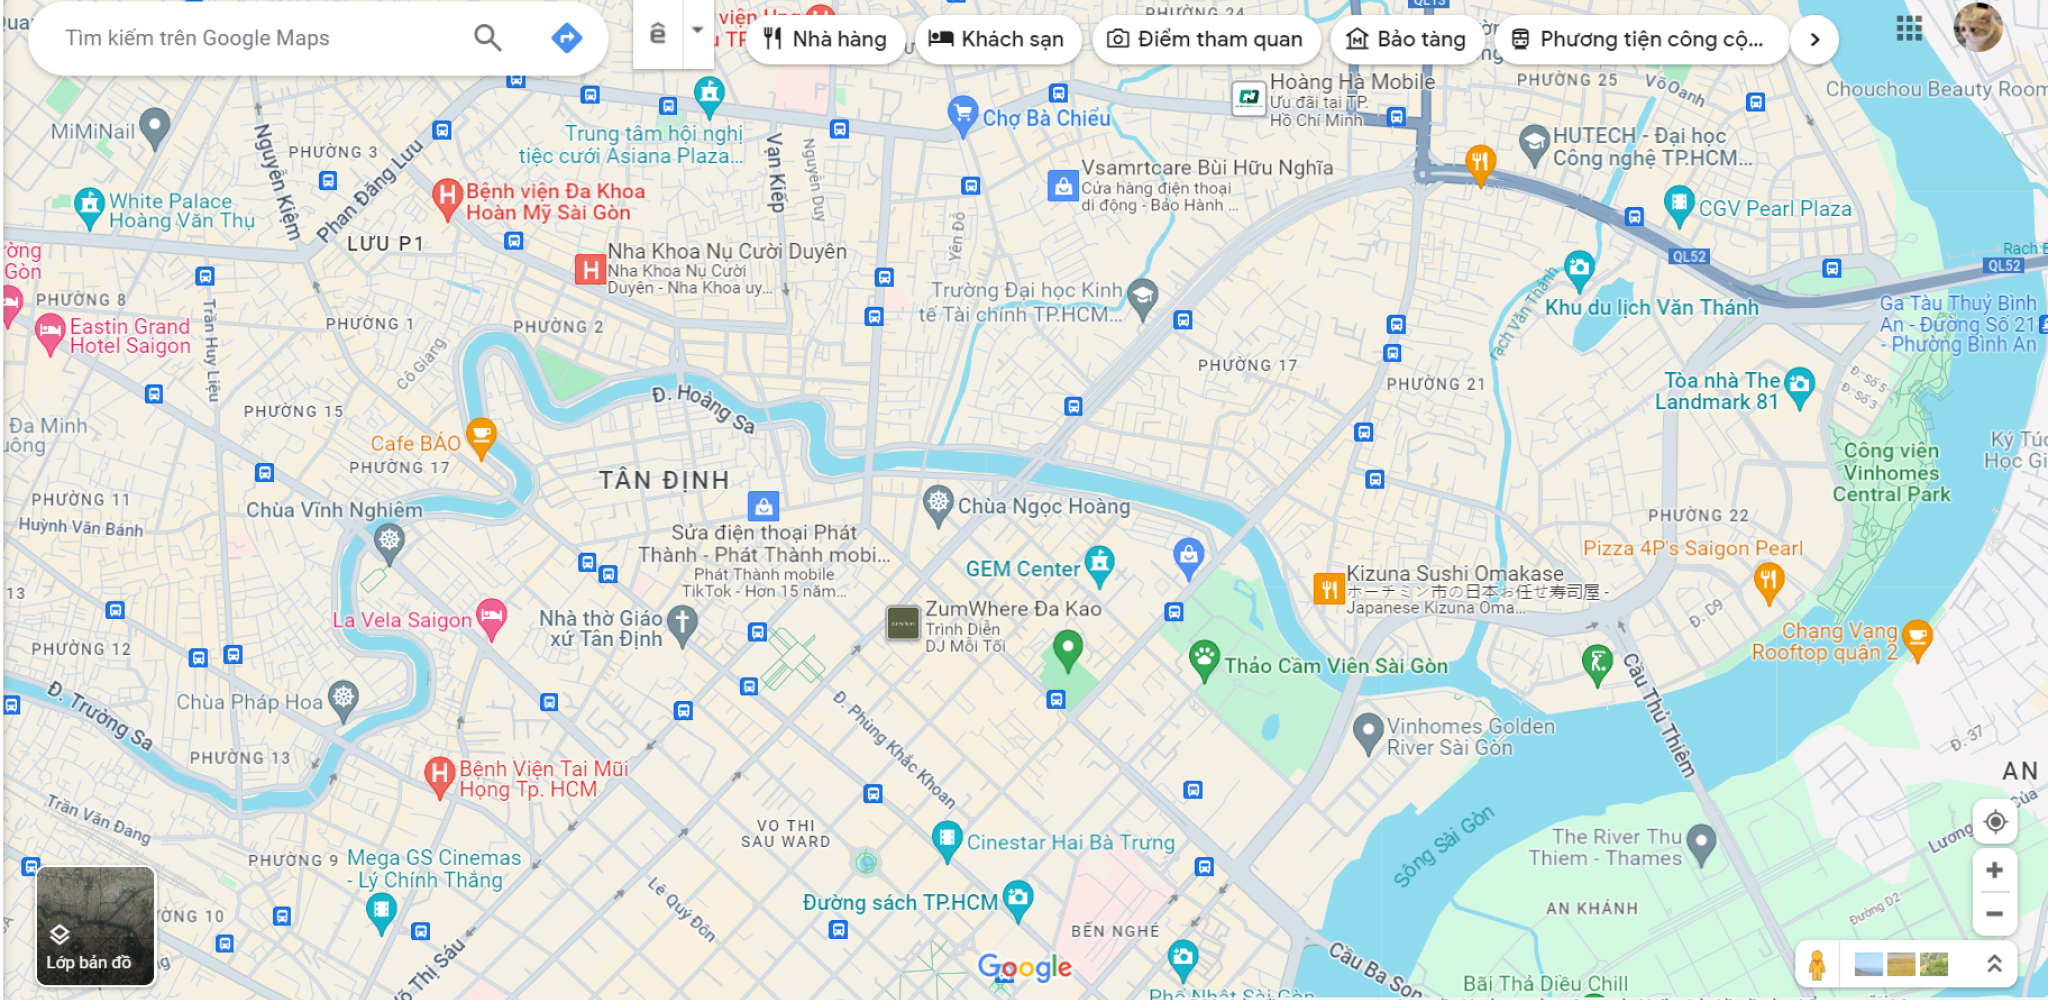 Tìm kiếm trên Google Maps
Nhà hàng
Khách sạn
Điểm tham quan
Bảo tàng
Phương tiện công cộ...
PHƯỜNG 24
QL13
PHƯỜNG 25
Võ Oanh
Chouchou Beauty Room
Hoàng Hà Mobile
Ưu đãi tại TP.
Hồ Chí Minh
MiMiNail
Nguyễn Kiệm
PHƯỜNG 3
Phan Đăng Lưu
Trung tâm hội nghị
tiệc cưới Asiana Plaza...
Vạn Kiếp
Nguyễn Duy
Chợ Bà Chiểu
HUTECH - Đại học
Công nghệ TP.HCM...
Vsamrtcare Bùi Hữu Nghĩa
Cửa hàng điện thoại
di động - Bảo Hành ...
White Palace
Hoàng Văn Thụ
Bệnh viện Đa Khoa
Hoàn Mỹ Sài Gòn
CGV Pearl Plaza
LƯU P1
Yên Đỗ
Nha Khoa Nụ Cười Duyên
Nha Khoa Nụ Cười
Duyên - Nha Khoa uy...
QL52
QL52
Trường Đại học Kinh
tế Tài chính TP.HCM...
rạch Văn Thánh
Khu du lịch Văn Thánh
Ga Tàu Thuỷ Bình
An - Đường Số 21
- Phường Bình An
PHƯỜNG 8
Trần Huy Liệu
PHƯỜNG 1
PHƯỜNG 2
Eastin Grand
Hotel Saigon
Cô Giang
PHƯỜNG 17
PHƯỜNG 21
Tòa nhà The
Landmark 81
Đ. Số 5
Đ. Số 3
PHƯỜNG 15
Đ. Hoàng Sa
Cafe BÁO
PHƯỜNG 17
Công viên
Vinhomes
Central Park
TÂN ĐỊNH
PHƯỜNG 11
Huỳnh Văn Bánh
Chùa Vĩnh Nghiêm
Chùa Ngọc Hoàng
PHƯỜNG 22
Sửa điện thoại Phát
Thành - Phát Thành mobi...
Phát Thành mobile
TikTok - Hơn 15 năm...
Pizza 4P's Saigon Pearl
GEM Center
Kizuna Sushi Omakase
ホーチミン市の日本お任せ寿司屋 -
Japanese Kizuna Oma...
13
La Vela Saigon
Nhà thờ Giáo
xứ Tân Định
ZumWhere Đa Kao
Trình Diễn
DJ Mỗi Tối
Đ. D9
Chạng Vạng
Rooftop quận 2
PHƯỜNG 12
Thảo Cầm Viên Sài Gòn
Cầu Thủ Thiêm
Đ. Trường Sa
Chùa Pháp Hoa
Đ. Phùng Khắc Khoan
Vinhomes Golden
River Sài Gòn
PHƯỜNG 13
Đ. 37
Bệnh Viện Tai Mũi
Họng Tp. HCM
AN
Trần Văn Đang
VO THI
SAU WARD
Cinestar Hai Bà Trưng
Sông Sài Gòn
The River Thu
Thiem - Thames
PHƯỜNG 9
Mega GS Cinemas
- Lý Chính Thắng
Lê Quý Đôn
Đường sách TP.HCM
AN KHÁNH
Đường D2
BẾN NGHÉ
Google
Cầu Ba Son
Bãi Thả Diều Chill
Lớp bản đồ